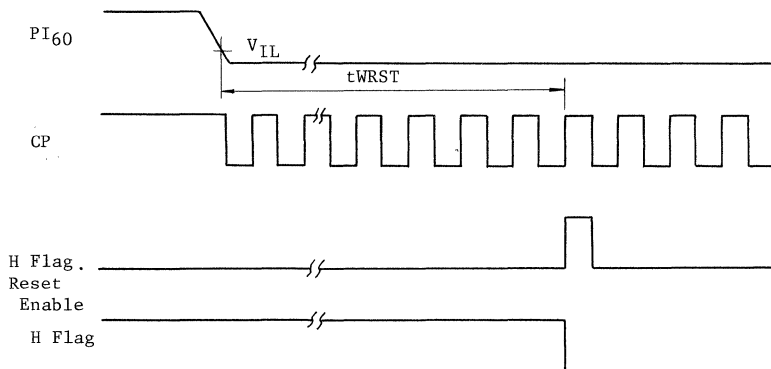 PI60
VIL
tWRST
CP
H Flag.
Reset
Enable
H Flag